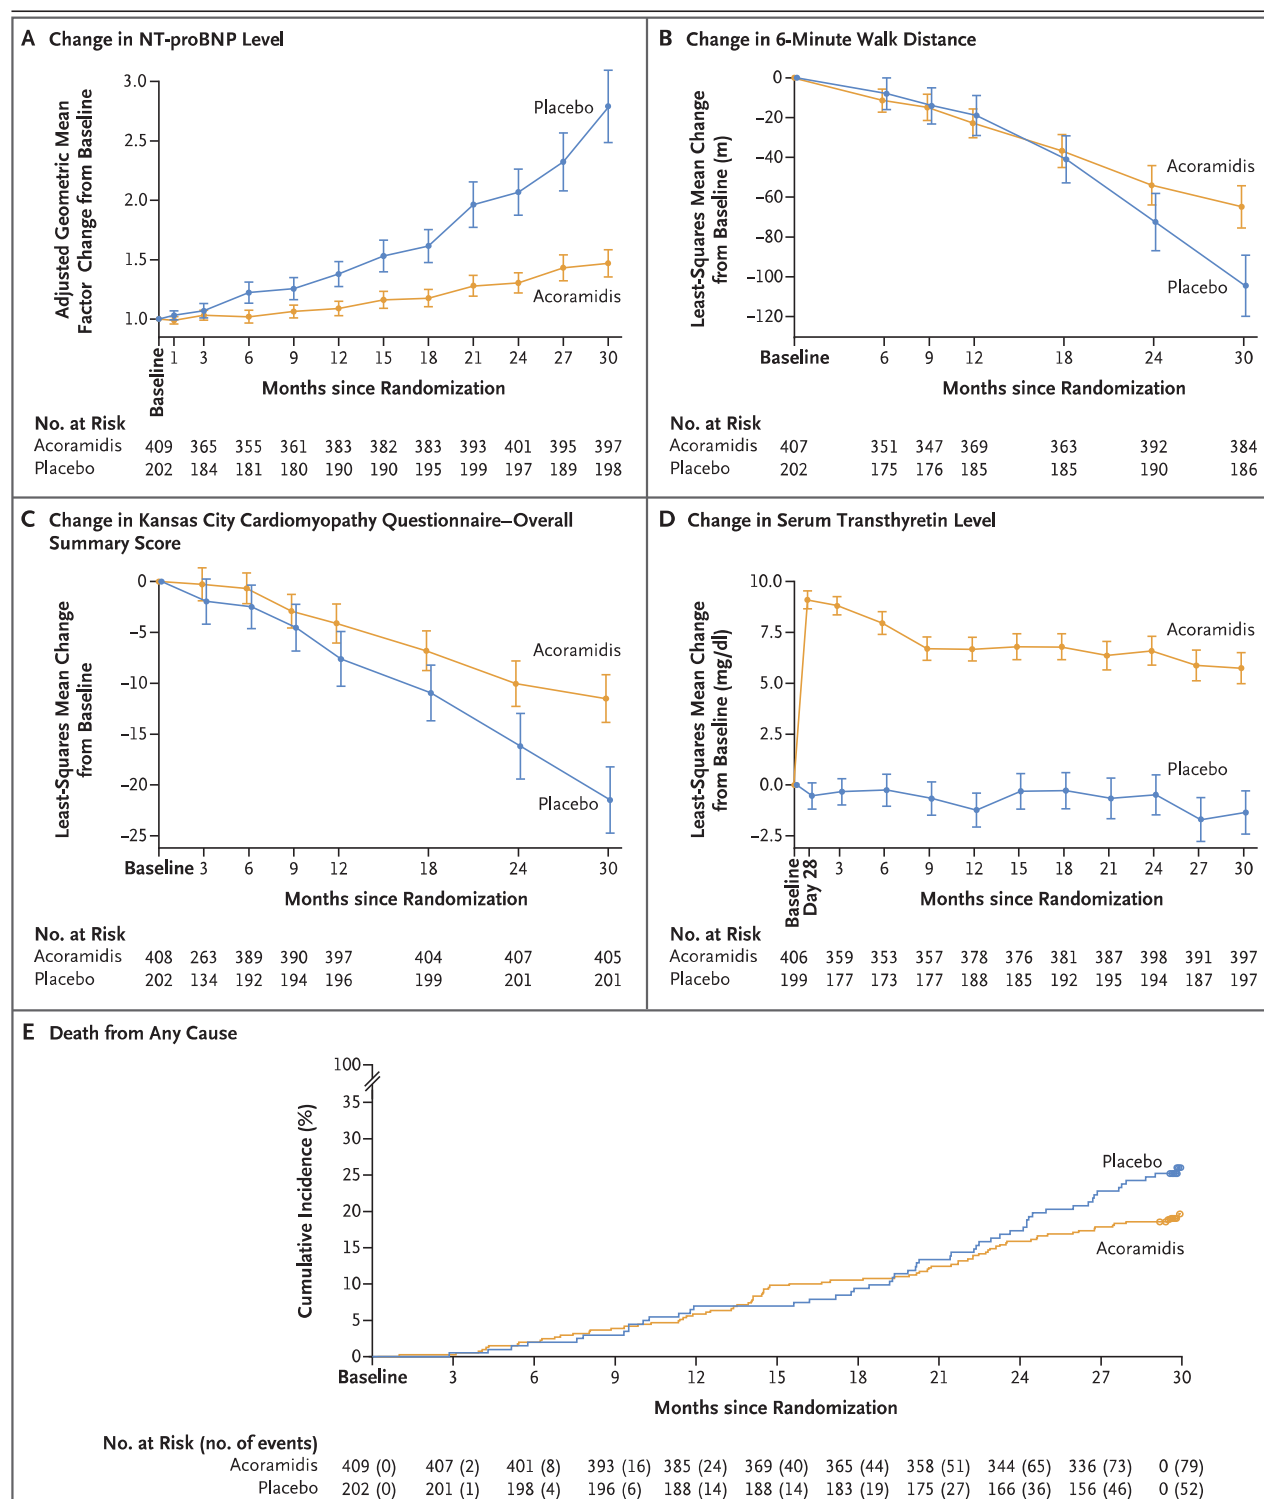 A Change in NT-proBNP Level
Adjusted Geometric Mean
Factor Change from Baseline
3.0
2.5
2.0
1.5
1.0
Placebo
Acoramidis
Baseline 1 3 6 9 12 15 18 21 24 27 30
Months since Randomization
No. at Risk
Acoramidis 409 365 355 361 383 382 383 393 401 395 397
Placebo 202 184 181 180 190 190 195 199 197 189 198
B Change in 6-Minute Walk Distance
Least-Squares Mean Change
from Baseline (m)
0
−20
−40
−60
−80
−100
−120
Acoramidis
Placebo
Baseline 6 9 12 18 24 30
Months since Randomization
No. at Risk
Acoramidis 407 351 347 369 363 392 384
Placebo 202 175 176 185 185 190 186
C Change in Kansas City Cardiomyopathy Questionnaire–Overall
Summary Score
Least-Squares Mean Change
from Baseline
0
−5
−10
−15
−20
−25
Acoramidis
Placebo
Baseline 3 6 9 12 18 24 30
Months since Randomization
No. at Risk
Acoramidis 408 263 389 390 397 404 407 405
Placebo 202 134 192 194 196 199 201 201
D Change in Serum Transthyretin Level
Least-Squares Mean Change
from Baseline (mg/dl)
10.0
7.5
5.0
2.5
0.0
−2.5
Acoramidis
Placebo
Baseline Day 28 3 6 9 12 15 18 21 24 27 30
Months since Randomization
No. at Risk
Acoramidis 406 359 353 357 378 376 381 387 398 391 397
Placebo 199 177 173 177 188 185 192 195 194 187 197
E Death from Any Cause
Cumulative Incidence (%)
100
35
30
25
20
15
10
5
0
Placebo
Acoramidis
Baseline 3 6 9 12 15 18 21 24 27 30
Months since Randomization
No. at Risk (no. of events)
Acoramidis 409 (0) 407 (2) 401 (8) 393 (16) 385 (24) 369 (40) 365 (44) 358 (51) 344 (65) 336 (73) 0 (79)
Placebo 202 (0) 201 (1) 198 (4) 196 (6) 188 (14) 188 (14) 183 (19) 175 (27) 166 (36) 156 (46) 0 (52)